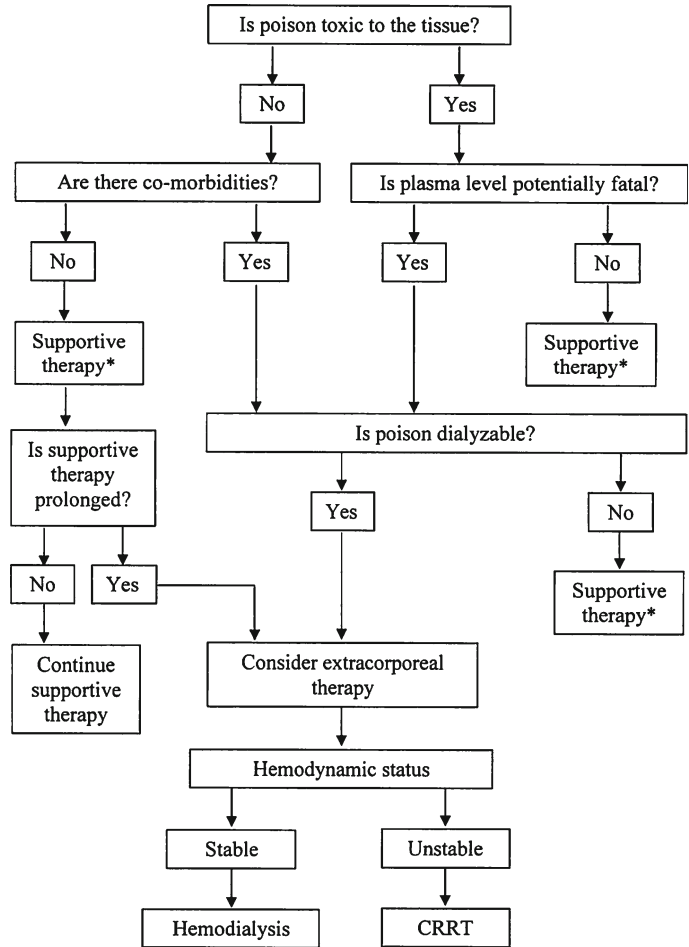 Is poison toxic to the tissue?
No
Yes
Are there co-morbidities?
Is plasma level potentially fatal?
No
Yes
Yes
No
Supportive
therapy*
Supportive
therapy*
Is poison dialyzable?
Is supportive
therapy
prolonged?
Yes
No
No
Yes
Supportive
therapy*
Continue
supportive
therapy
Consider extracorporeal
therapy
Hemodynamic status
Stable
Unstable
Hemodialysis
CRRT